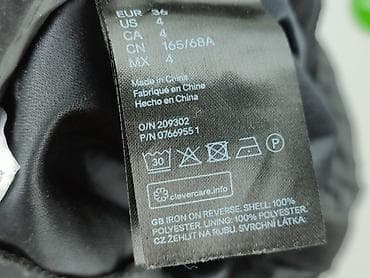 EUR 36
US 4
CA 4
CN 165/68A
MX 4
Made in China
Fabriqué en Chine
Hecho en China
O/N 209302
P/N 0766955 1
30
P
clevercare.info
GB IRON ON REVERSE. SHELL: 100%
POLYESTER. LINING: 100% POLYESTER.
CZ ŽEHLIT NA RUBU. SVRCHNÍ LÁTKA: